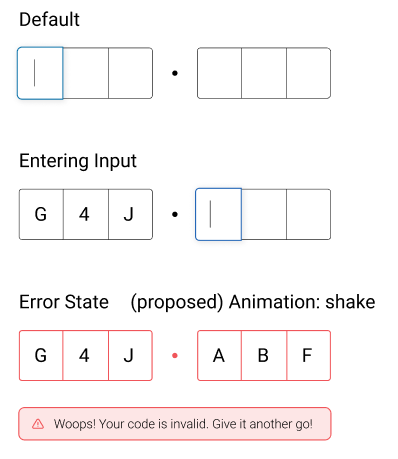 Default
Entering Input
G 4 J
Error State (proposed) Animation: shake
G 4 J • A B F
Woops! Your code is invalid. Give it another go!